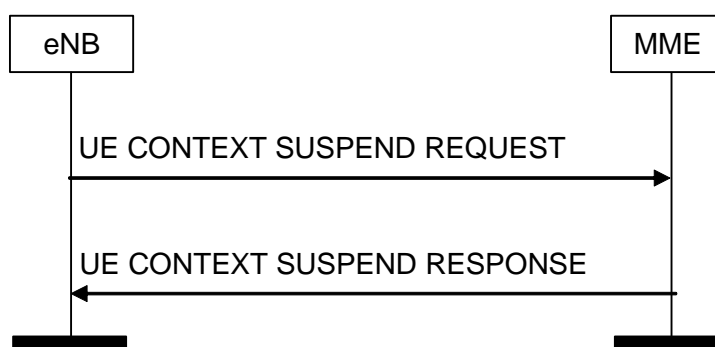 eNB
MME
UE CONTEXT SUSPEND REQUEST
UE CONTEXT SUSPEND RESPONSE